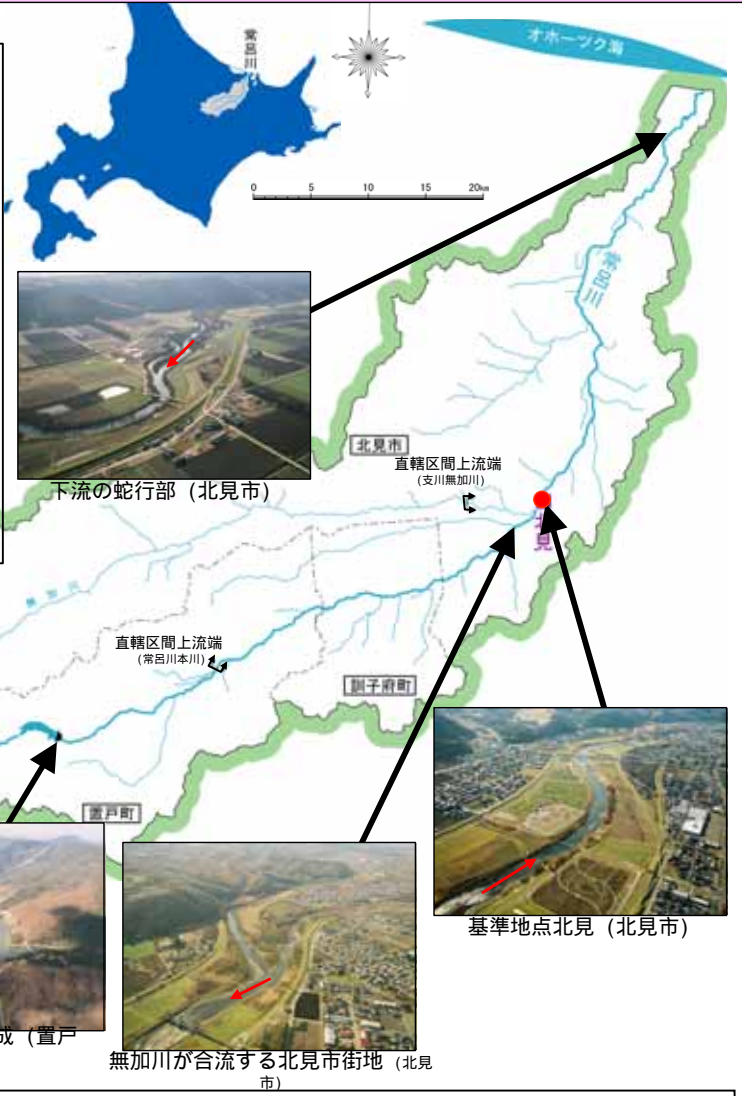 常呂川
オホーツク海
0 5 10 15 20km
常呂川
下流の蛇行部 (北見市)
北見市
直轄区間上流端
(支川無加川)
北見
無加川
直轄区間上流端
(常呂川本川)
訓子府町
置戸町
基準地点北見 (北見市)
成 (置戸
無加川が合流する北見市街地 (北見
市)